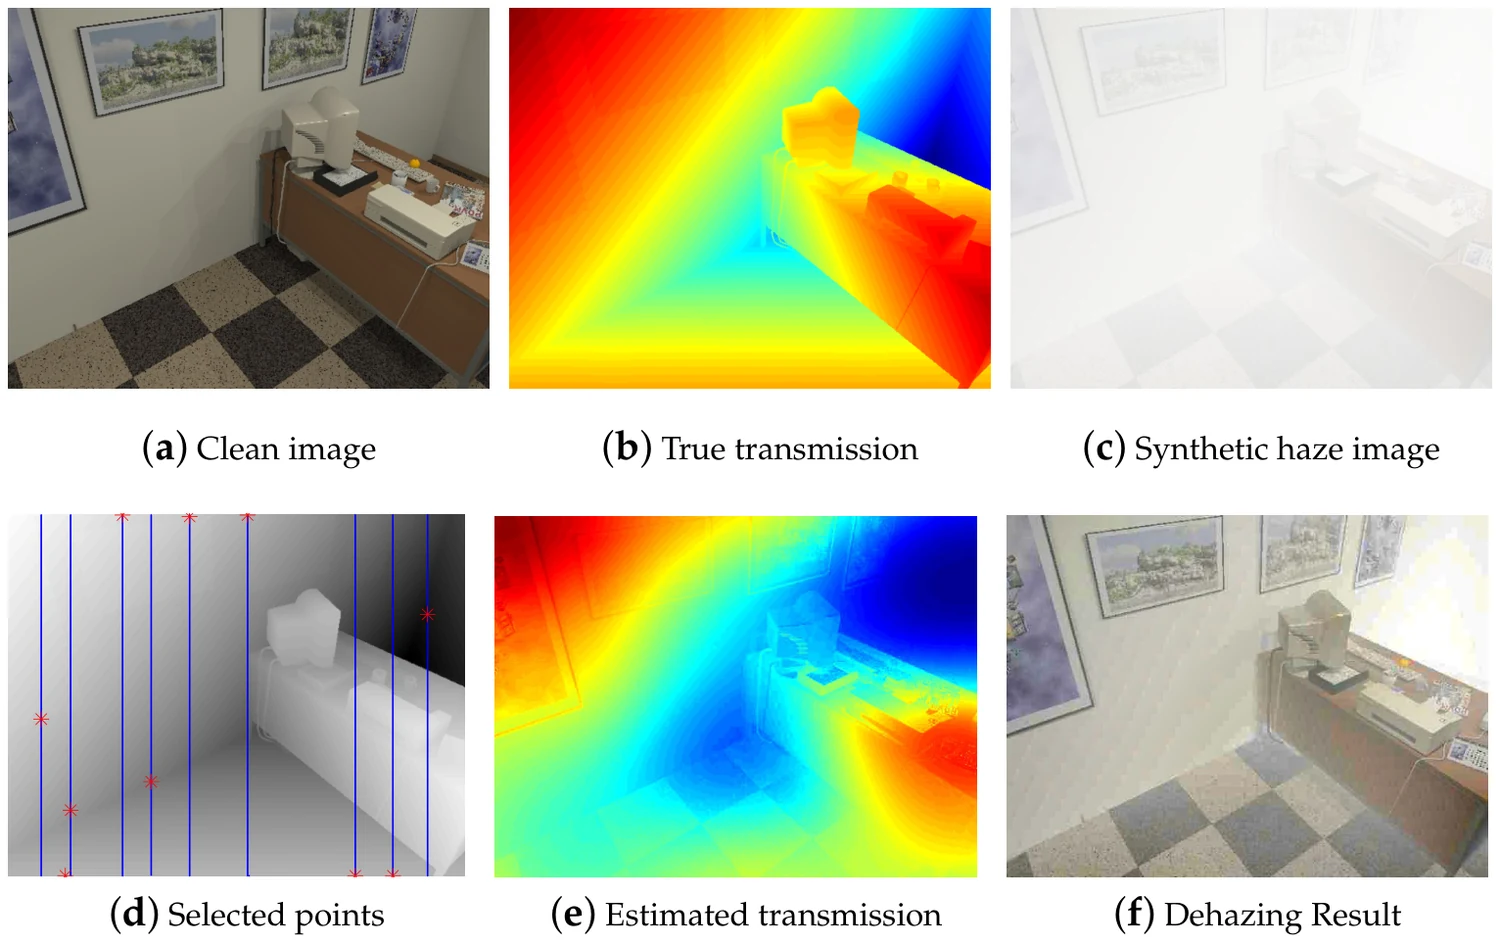 (a) Clean image
(b) True transmission
(c) Synthetic haze image
(d) Selected points
(e) Estimated transmission
(f) Dehazing Result